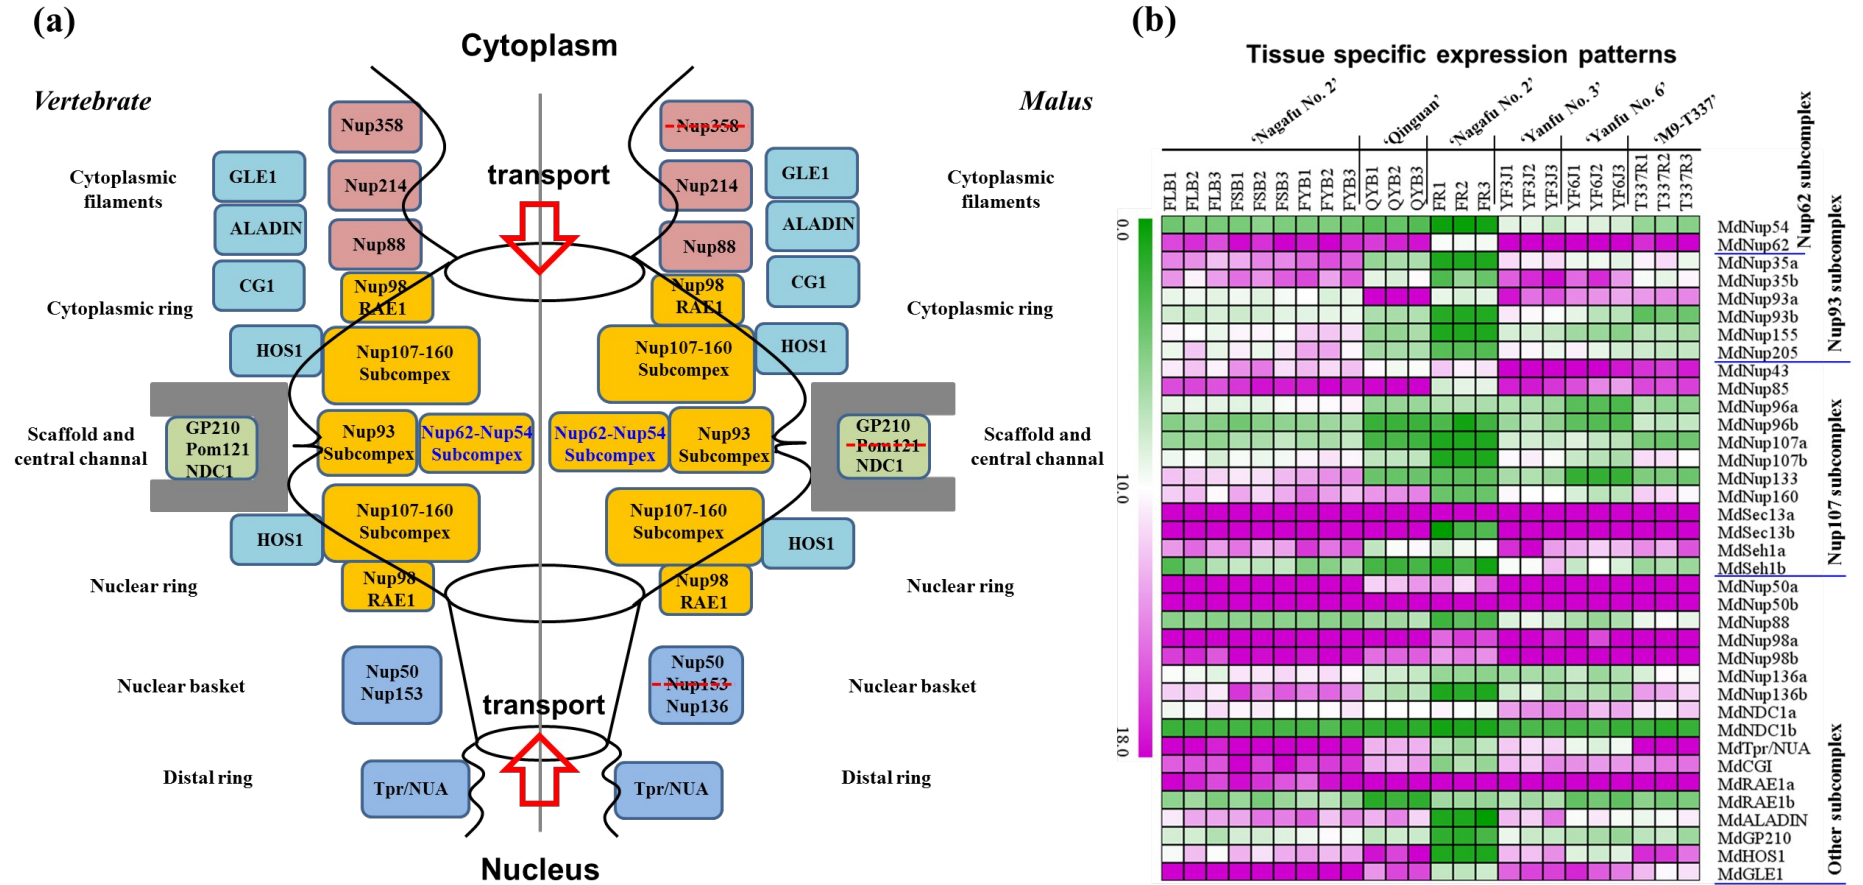 (a)
Cytoplasm
Vertebrate
Malus
Nup358
Nup358
GLE1
GLE1
transport
Cytoplasmic
filaments
Nup214
Nup214
Cytoplasmic
filaments
ALADIN
ALADIN
Nup88
Nup88
CG1
CG1
Cytoplasmic ring
Nup98
RAE1
Nup98
RAE1
Cytoplasmic ring
HOS1
Nup107-160
Subcompex
Nup107-160
Subcompex
HOS1
Scaffold and
central channel
GP210
Pom121
NDC1
Nup93
Subcompex
Nup62-Nup54
Subcompex
Nup62-Nup54
Subcompex
Nup93
Subcompex
GP210
Pom121
NDC1
Scaffold and
central channel
HOS1
Nup107-160
Subcompex
Nup107-160
Subcompex
HOS1
Nuclear ring
Nup98
RAE1
Nup98
RAE1
Nuclear ring
Nuclear basket
Nup50
Nup153
Nup50
Nup153
Nup136
Nuclear basket
transport
Distal ring
Tpr/NUA
Tpr/NUA
Distal ring
Nucleus
(b)
Tissue specific expression patterns
‘Nagafu No. 2’
‘Qinguan’
‘Nagafu No. 2’
‘Yanfu No. 3’
‘Yanfu No. 6’
‘M9-T337’
FLB1
FLB2
FLB3
FSB1
FSB2
FSB3
FYB1
FYB2
FYB3
QYB1
QYB2
QYB3
FR1
FR2
FR3
YF3J1
YF3J2
YF3J3
YF6J1
YF6J2
YF6J3
T337R1
T337R2
T337R3
0.0
10.0
18.0
MdNup54
MdNup62
MdNup35a
MdNup35b
MdNup93a
MdNup93b
MdNup155
MdNup205
MdNup43
MdNup85
MdNup96a
MdNup96b
MdNup107a
MdNup107b
MdNup133
MdNup160
MdSec13a
MdSec13b
MdSeh1a
MdSeh1b
MdNup50a
MdNup50b
MdNup88
MdNup98a
MdNup98b
MdNup136a
MdNup136b
MdNDC1a
MdNDC1b
MdTpr/NUA
MdCGI
MdRAE1a
MdRAE1b
MdALADIN
MdGP210
MdHOS1
MdGLE1
Nup62 subcomplex
Nup93 subcomplex
Nup107 subcomplex
Other subcomplex